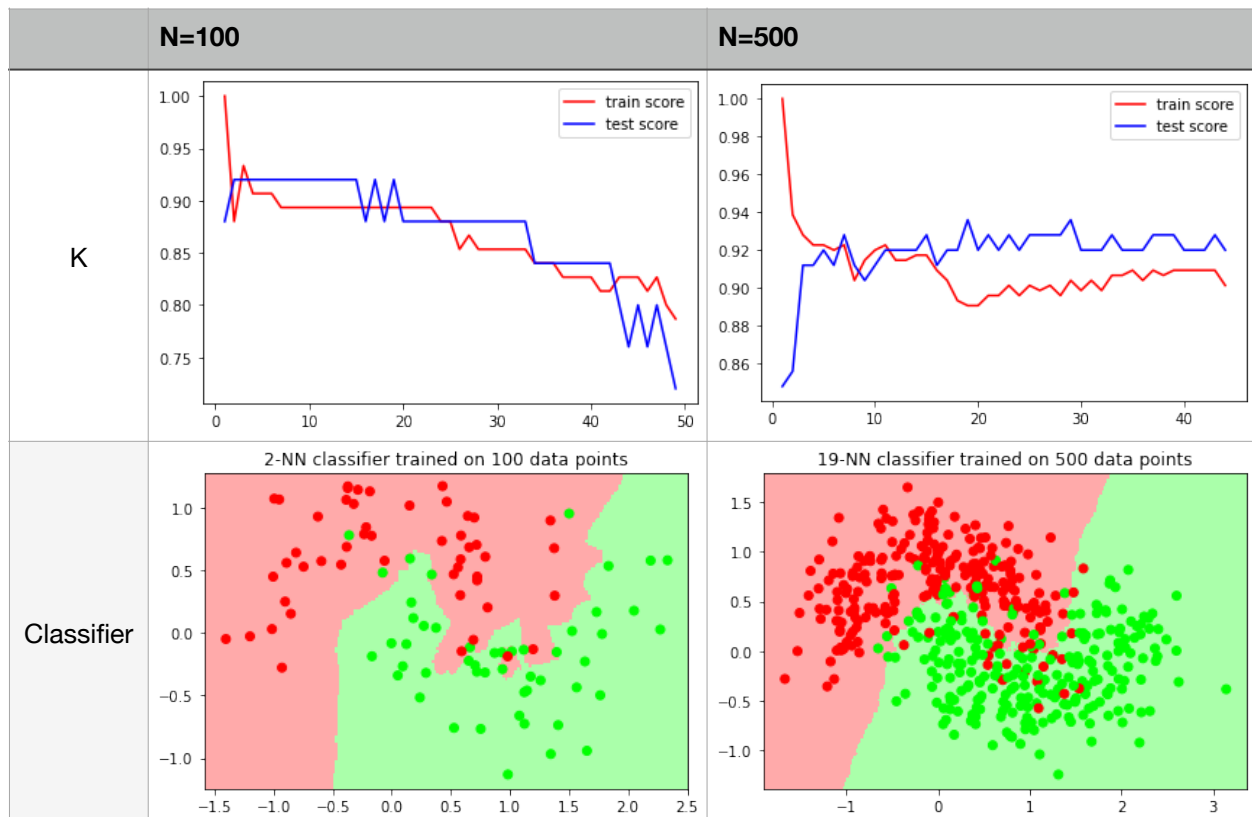 N=100 N=500
K
1.00
0.95
0.90
0.85
0.80
0.75
train score
test score
0 10 20 30 40 50
1.00
0.98
0.96
0.94
0.92
0.90
0.88
0.86
train score
test score
0 10 20 30 40
Classifier
2-NN classifier trained on 100 data points
1.0
0.5
0.0
−0.5
−1.0
−1.5 −1.0 −0.5 0.0 0.5 1.0 1.5 2.0 2.5
19-NN classifier trained on 500 data points
1.5
1.0
0.5
0.0
−0.5
−1.0
−1 0 1 2 3